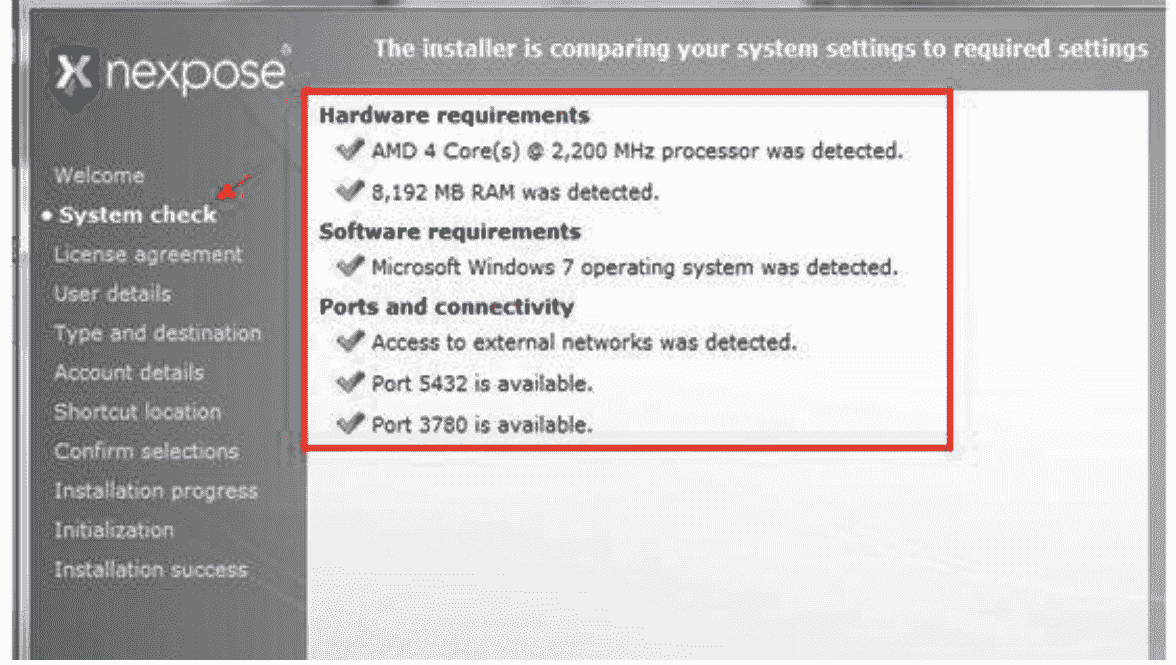 nexpose
The installer is comparing your system settings to required settings
Welcome
System check
License agreement
User details
Type and destination
Account details
Shortcut location
Confirm selections
Installation progress
Initialization
Installation success
Hardware requirements
AMD 4 Core(s) @ 2,200 MHz processor was detected.
8,192 MB RAM was detected.
Software requirements
Microsoft Windows 7 operating system was detected.
Ports and connectivity
Access to external networks was detected.
Port 5432 is available.
Port 3780 is available.